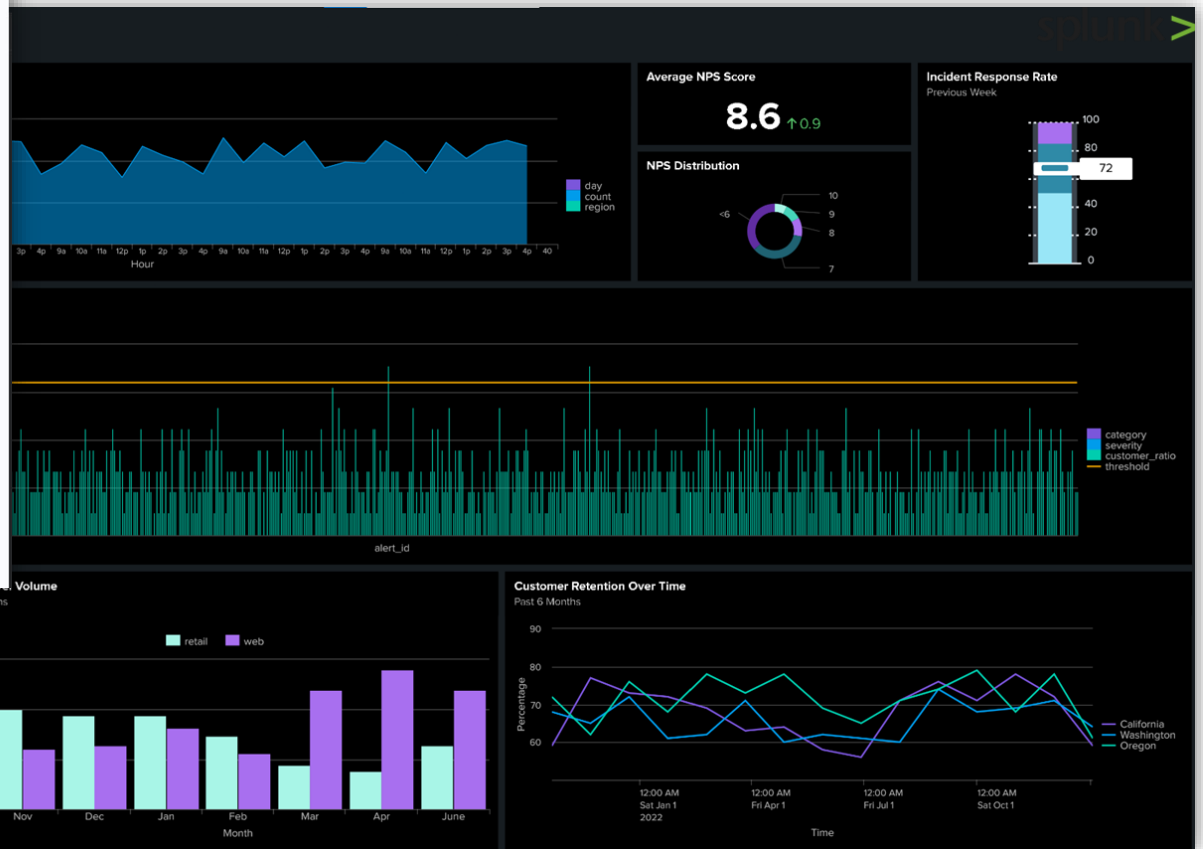 splunk>
Average NPS Score
8.6 ↑0.9
Incident Response Rate
Previous Week
100
80
72
40
20
0
NPS Distribution
10
9
8
7
<6
day
count
region
3p 4p 9a 10a 11a 12p 1p 2p 3p 4p 9a 10a 11a 12p 1p 2p 3p 4p 9a 10a 11a 12p 1p 2p 3p 4p 40
Hour
category
severity
customer_ratio
threshold
alert_id
Volume
retail web
Nov Dec Jan Feb Mar Apr June
Month
Customer Retention Over Time
Past 6 Months
90
80
70
60
Percentage
California
Washington
Oregon
12:00 AM 12:00 AM 12:00 AM 12:00 AM
Sat Jan 1 Fri Apr 1 Fri Jul 1 Sat Oct 1
2022
Time